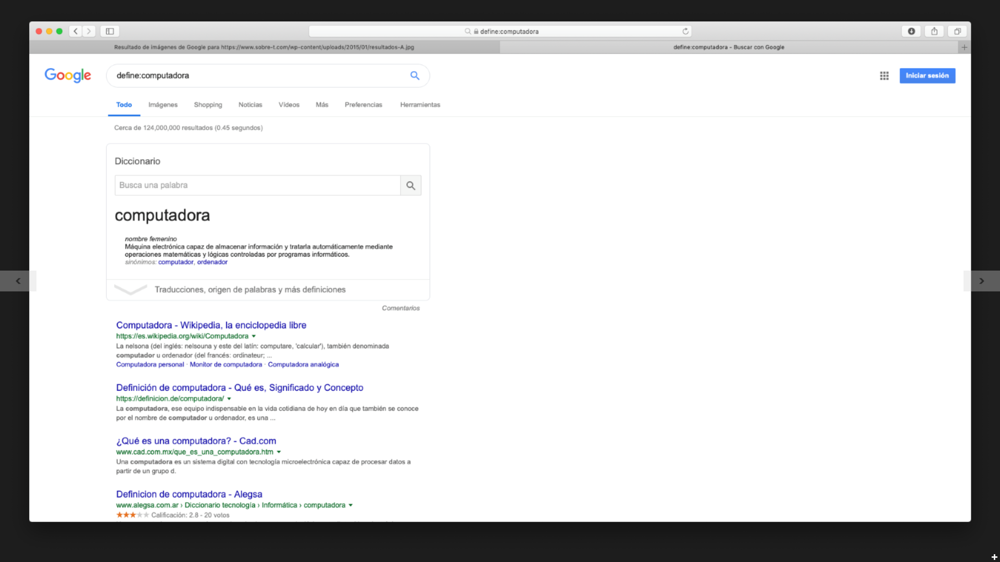 define:computadora
Resultado de imágenes de Google para https://www.sobre-t.com/wp-content/uploads/2015/01/resultados-A.jpg
define:computadora - Buscar con Google
Google
define:computadora
Iniciar sesión
Todo Imágenes Shopping Noticias Vídeos Más Preferencias Herramientas
Cerca de 124,000,000 resultados (0.45 segundos)
Diccionario
Busca una palabra
computadora
nombre femenino
Máquina electrónica capaz de almacenar información y tratarla automáticamente mediante
operaciones matemáticas y lógicas controladas por programas informáticos.
sinónimos: computador, ordenador
Traducciones, origen de palabras y más definiciones
Comentarios
Computadora - Wikipedia, la enciclopedia libre
https://es.wikipedia.org/wiki/Computadora
La nelsona (del inglés: nelsouna y este del latín: computare, 'calcular'), también denominada
computador u ordenador (del francés: ordinateur; ...
Computadora personal · Monitor de computadora · Computadora analógica
Definición de computadora - Qué es, Significado y Concepto
https://definicion.de/computadora/
La computadora, ese equipo indispensable en la vida cotidiana de hoy en día que también se conoce
por el nombre de computador u ordenador, es una ...
¿Qué es una computadora? - Cad.com
www.cad.com.mx/que_es_una_computadora.htm
Una computadora es un sistema digital con tecnología microelectrónica capaz de procesar datos a
partir de un grupo d.
Definicion de computadora - Alegsa
www.alegsa.com.ar › Diccionario tecnología › Informática › computadora
Calificación: 2.8 - 20 votos